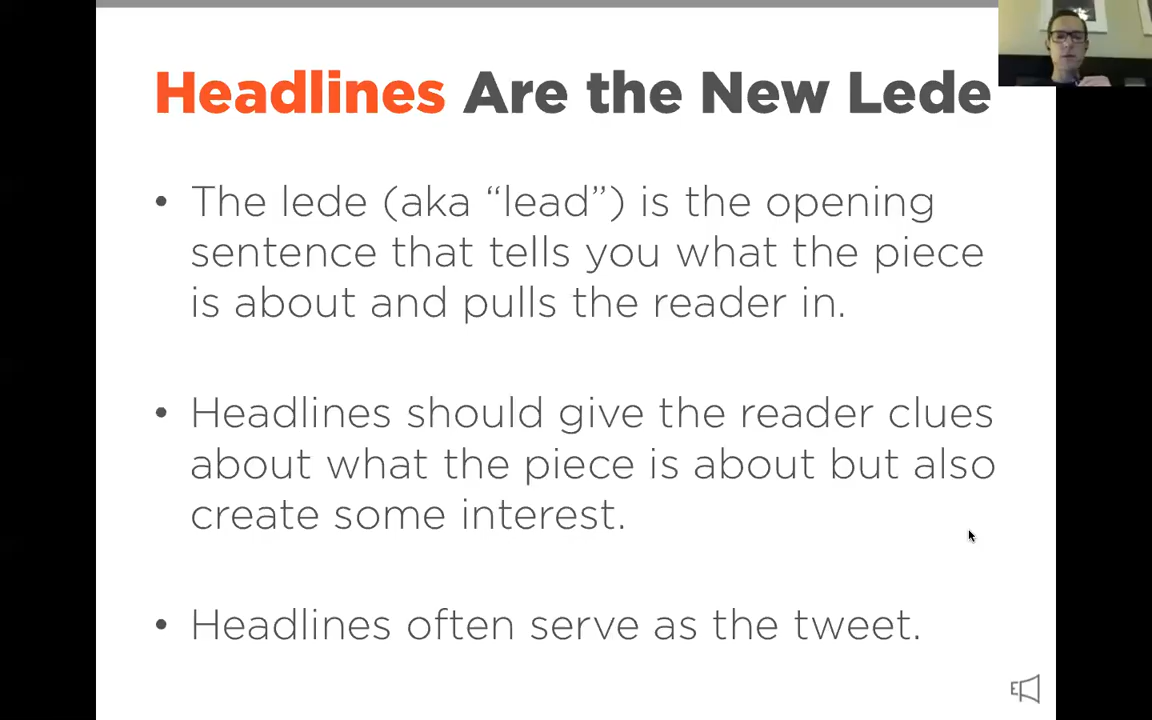 Headlines Are the New Lede
• The lede (aka “lead”) is the opening
sentence that tells you what the piece
is about and pulls the reader in.
• Headlines should give the reader clues
about what the piece is about but also
create some interest.
• Headlines often serve as the tweet.